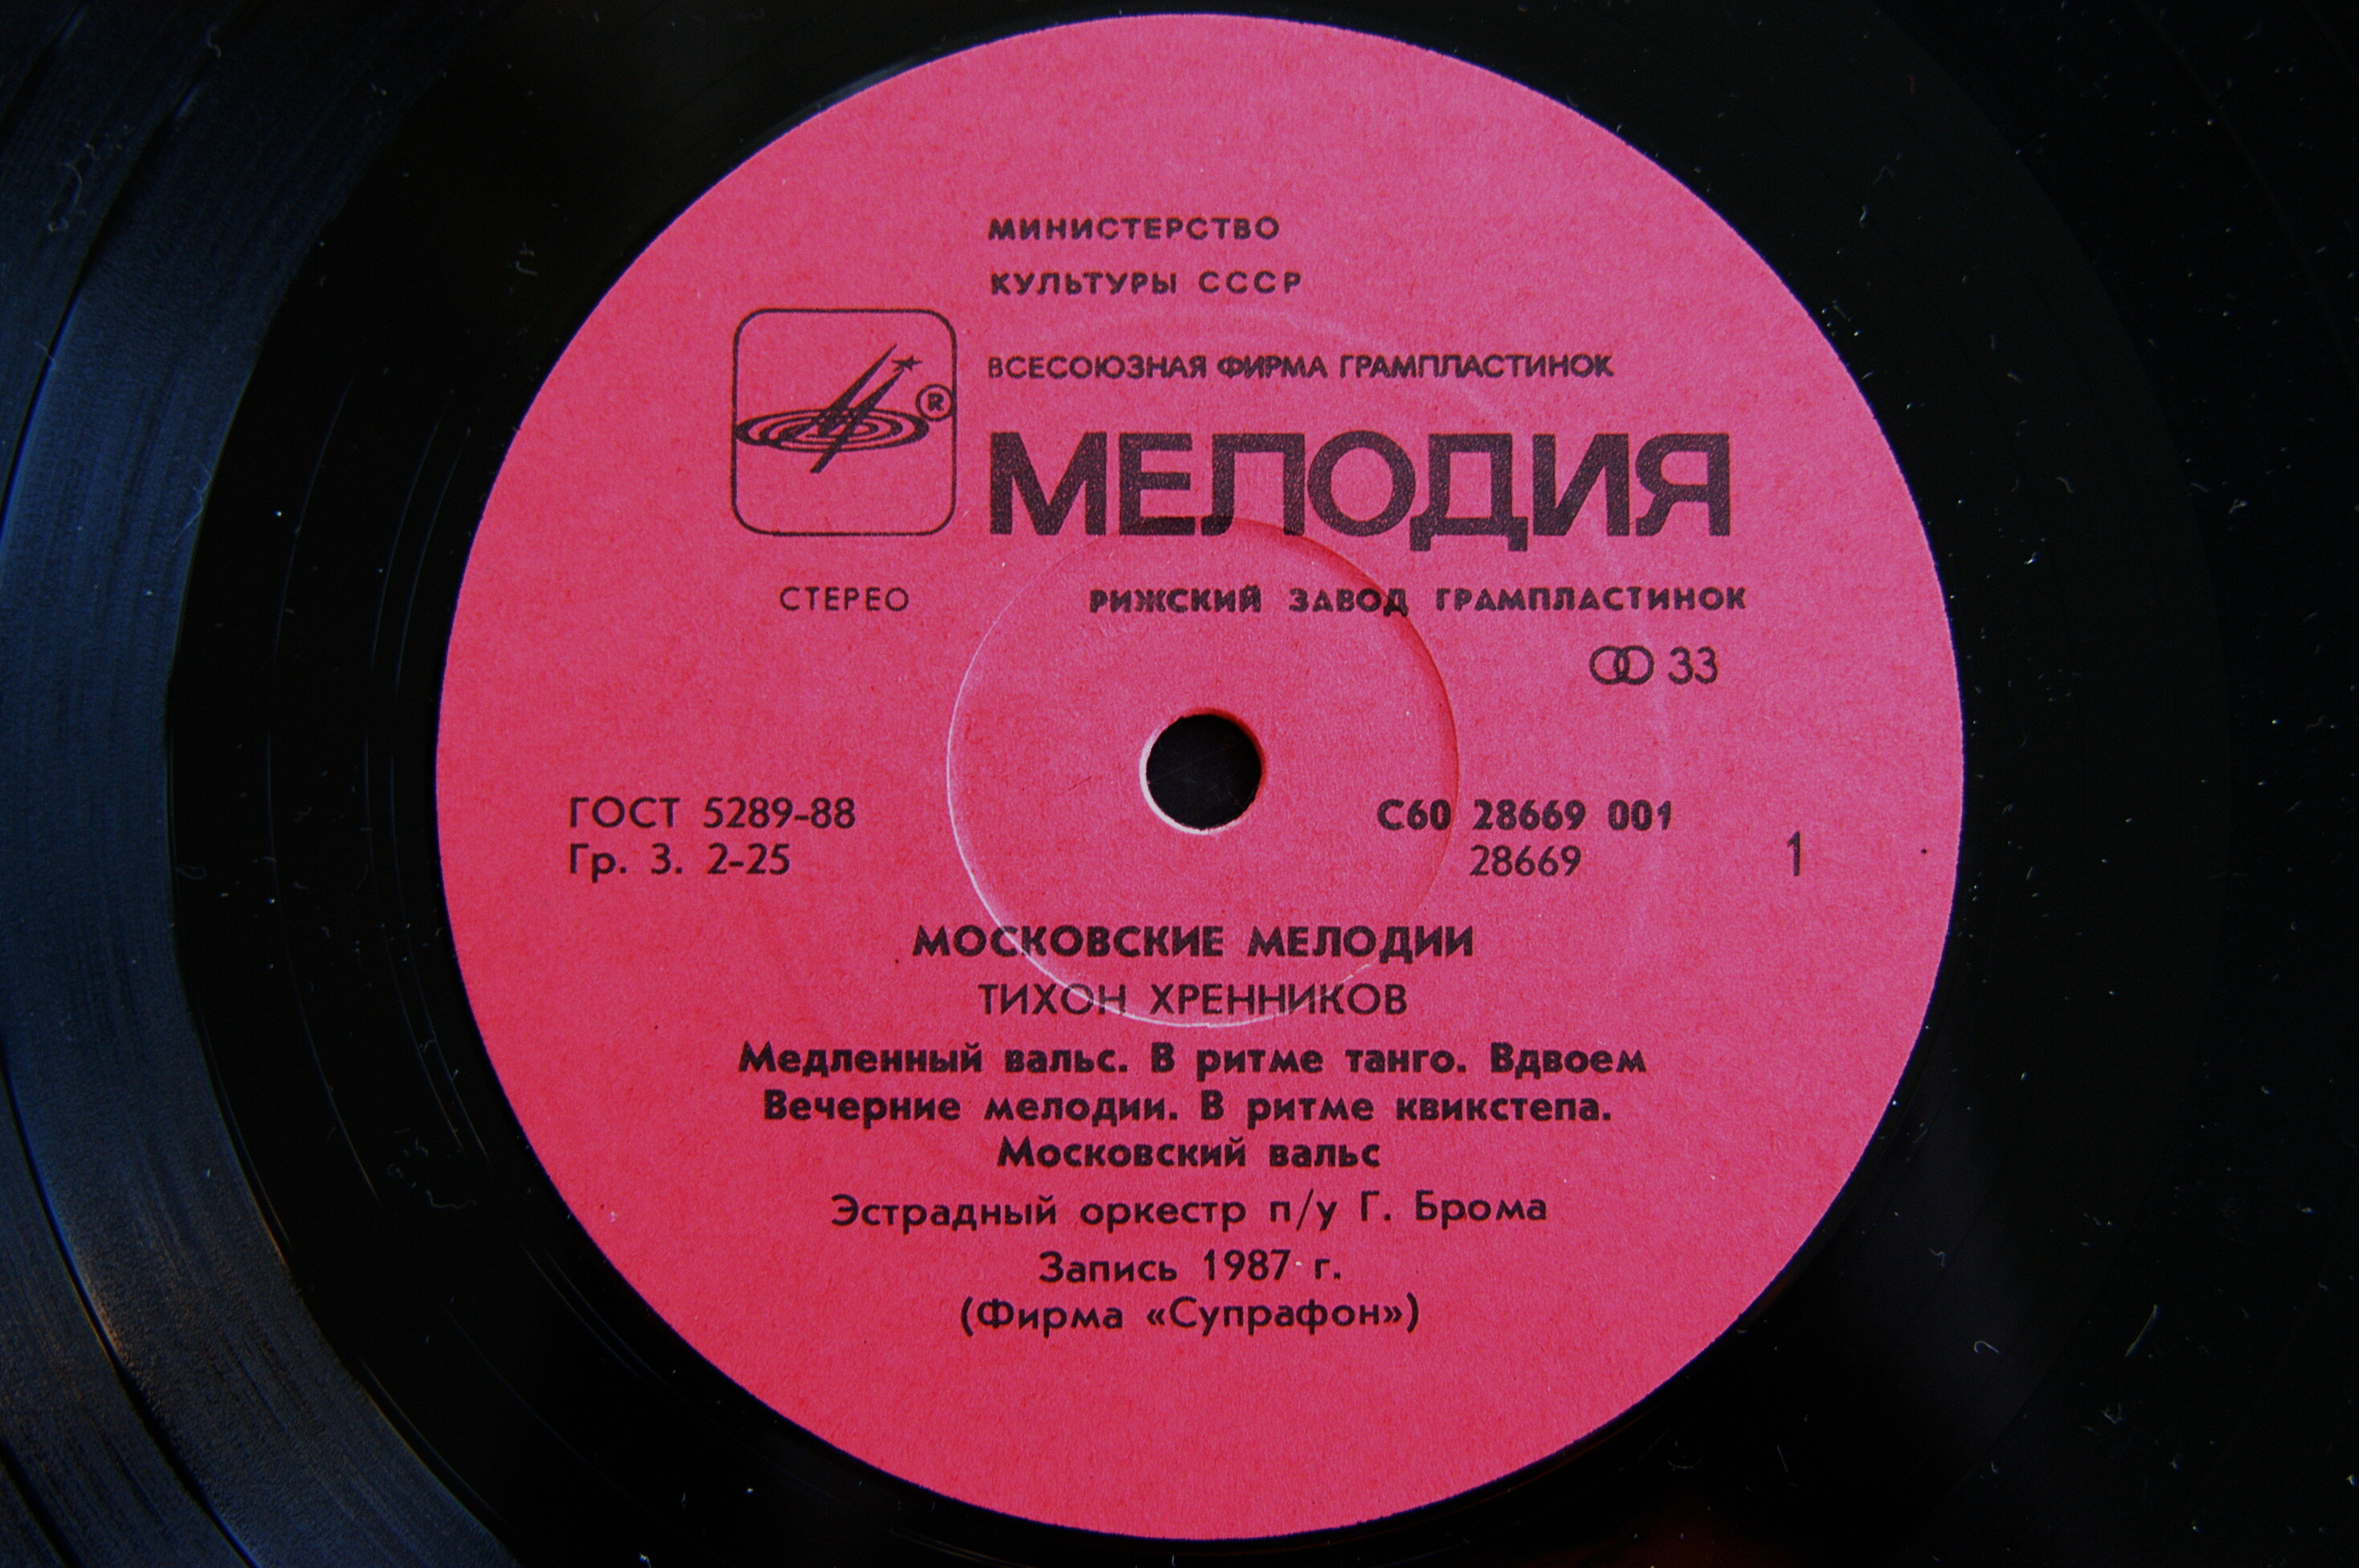 МИНИСТЕРСТВО
КУЛЬТУРЫ СССР
ВСЕСОЮЗНАЯ ФИРМА ГРАМПЛАСТИНОК
®
МЕЛОДИЯ
СТЕРЕО
РИЖСКИЙ ЗАВОД ГРАМПЛАСТИНОК
33
ГОСТ 5289-88
Гр. 3. 2-25
С60 28669 001
28669
1
МОСКОВСКИЕ МЕЛОДИИ
ТИХОН ХРЕННИКОВ
Медленный вальс. В ритме танго. Вдвоем
Вечерние мелодии. В ритме квикстепа.
Московский вальс
Эстрадный оркестр п/у Г. Брома
Запись 1987 г.
(Фирма «Супрафон»)